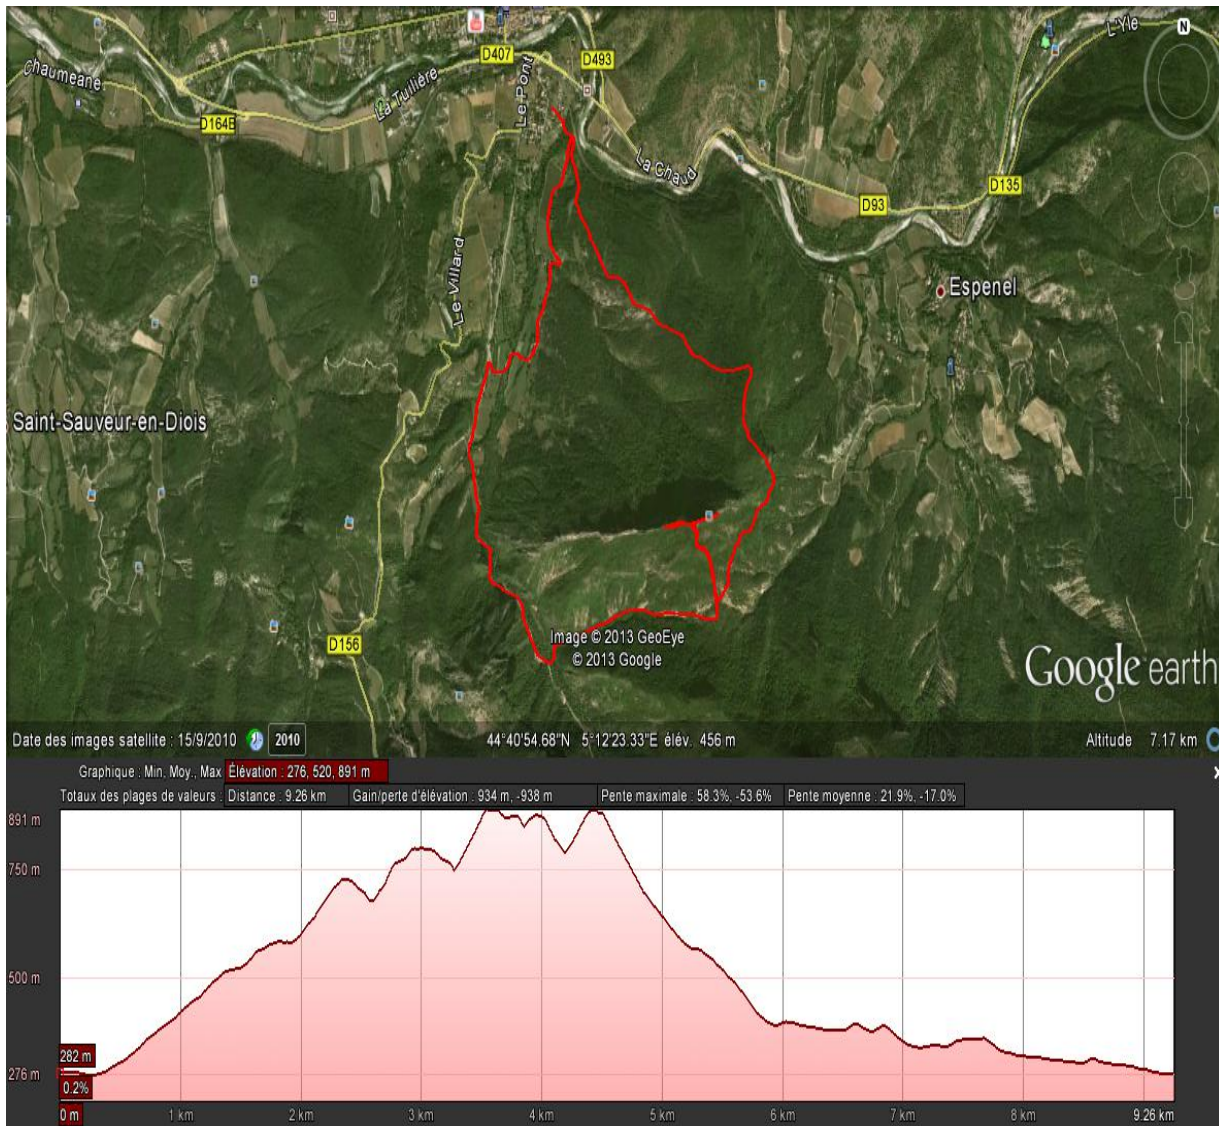 N
L'Yle
D407
D493
Chaumeane
La Tuilière
Le Pont
D164B
La Chaud
D135
D93
Le Villard
Espenel
Saint-Sauveur-en-Diois
D156
Image © 2013 GeoEye
© 2013 Google
Google earth
Date des images satellite : 15/9/2010 2010 44°40'54.68"N 5°12'23.33"E élév. 456 m Altitude 7.17 km
Graphique : Min, Moy., Max Élévation : 276, 520, 891 m
Totaux des plages de valeurs : Distance : 9.26 km Gain/perte d'élévation : 934 m, -938 m Pente maximale : 58.3%, -53.6% Pente moyenne : 21.9%, -17.0%
891 m
750 m
500 m
282 m
276 m
0.2%
0 m 1 km 2 km 3 km 4 km 5 km 6 km 7 km 8 km 9.26 km